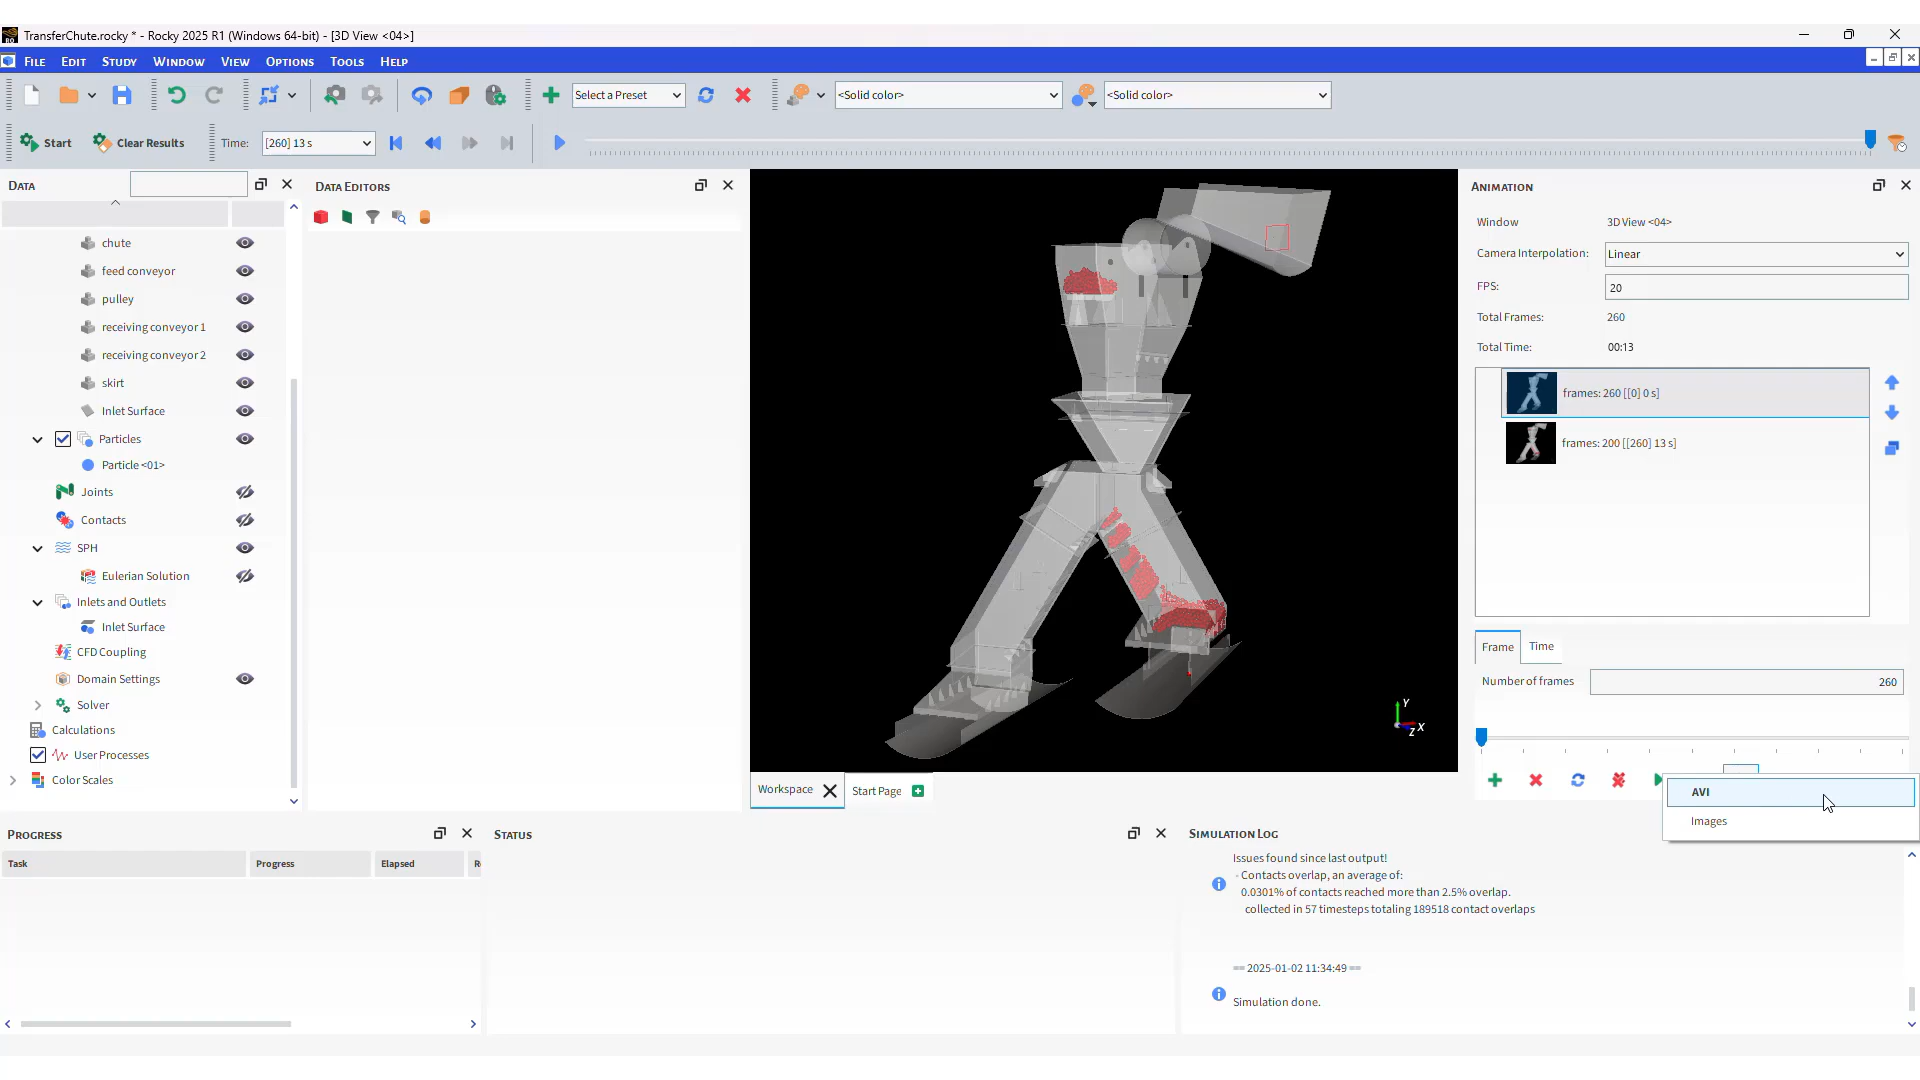 TransferChute.rocky * - Rocky 2025 R1 (Windows 64-bit) - [3D View <04>]
FILE EDIT STUDY WINDOW VIEW OPTIONS TOOLS HELP
Select a Preset <Solid color> <Solid color>
Start Clear Results Time: [260] 13 s
DATA
chute
feed conveyor
pulley
receiving conveyor 1
receiving conveyor 2
skirt
Inlet Surface
Particles
Particle <01>
Joints
Contacts
SPH
Eulerian Solution
Inlets and Outlets
Inlet Surface
CFD Coupling
Domain Settings
Solver
Calculations
User Processes
Color Scales
DATA EDITORS
Y
X
Z
Workspace Start Page
ANIMATION
Window 3D View <04>
Camera Interpolation: Linear
FPS: 20
Total Frames: 260
Total Time: 00:13
frames: 260 [[0] 0 s]
frames: 200 [[260] 13 s]
Frame Time
Number of frames 260
AVI
Images
PROGRESS
Task Progress Elapsed
STATUS
SIMULATION LOG
Issues found since last output!
- Contacts overlap, an average of:
0.0301% of contacts reached more than 2.5% overlap.
collected in 57 timesteps totaling 189518 contact overlaps
== 2025-01-02 11:34:49 ==
Simulation done.